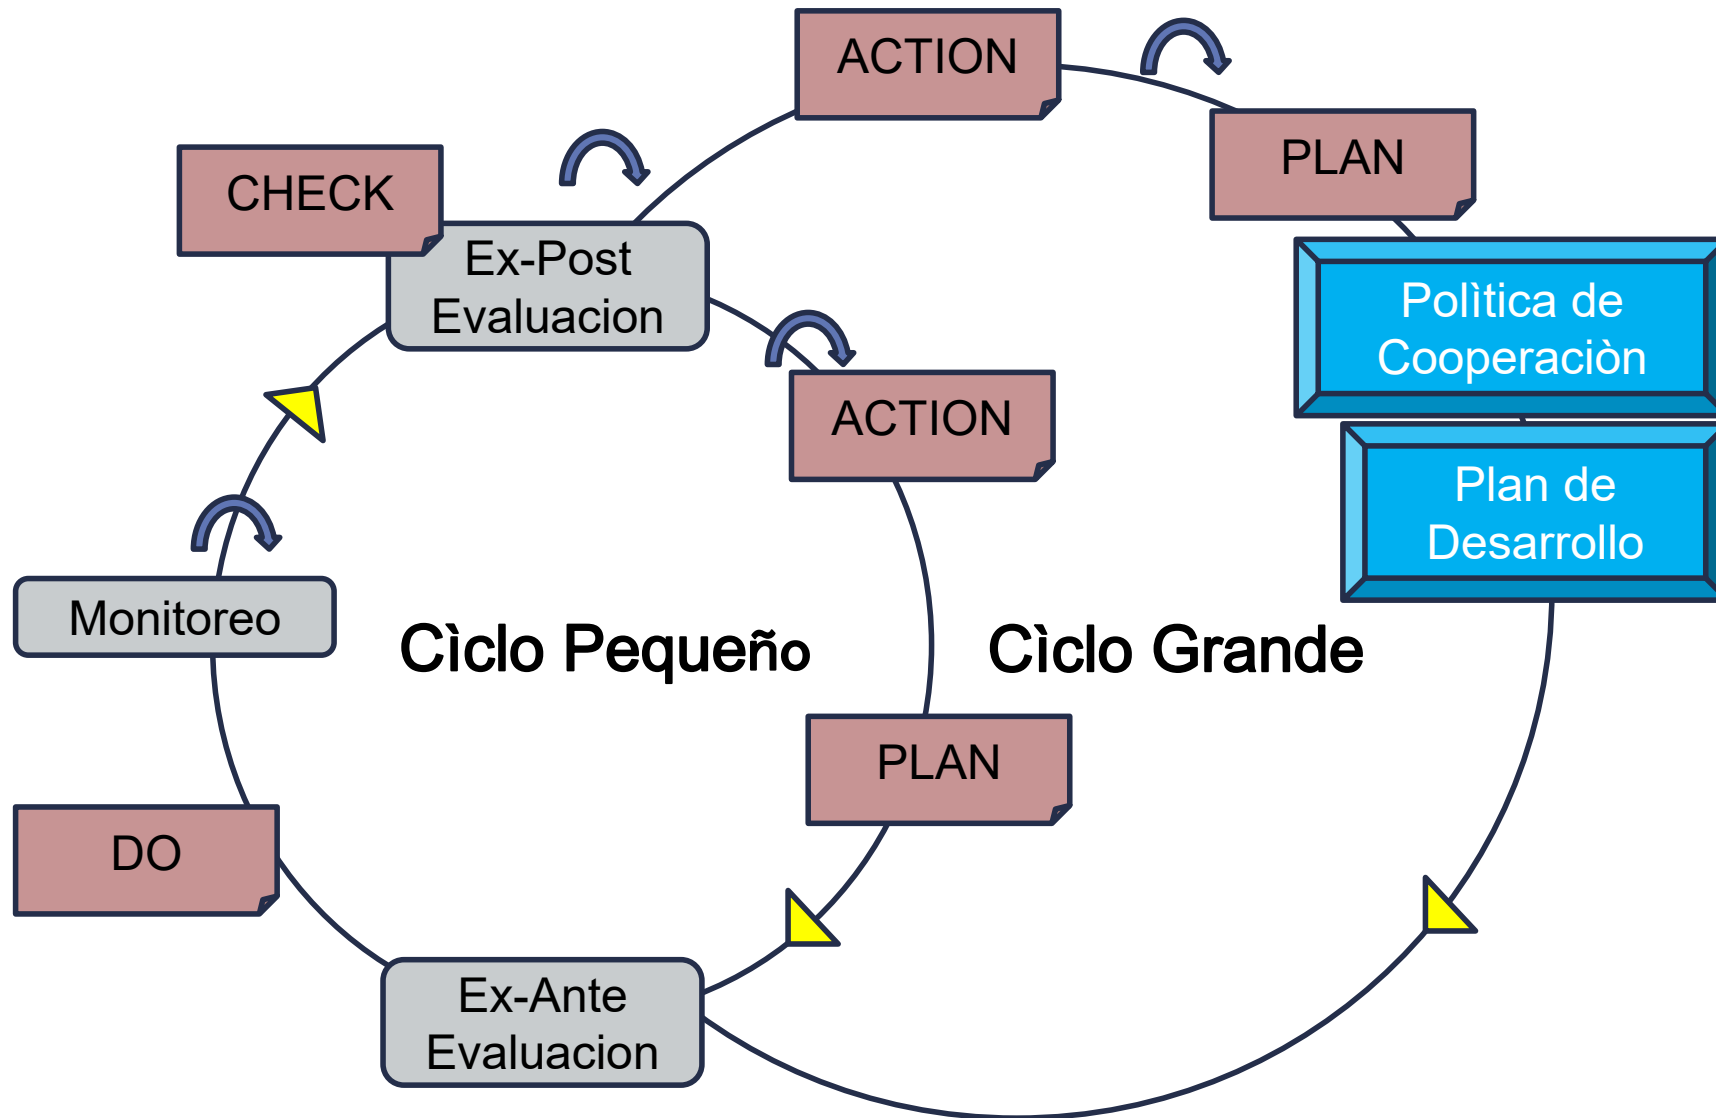 ACTION
PLAN
CHECK
Ex-Post
Evaluacion
Polìtica de
Cooperaciòn
ACTION
Plan de
Desarrollo
Monitoreo
Cìclo Pequeño
Cìclo Grande
PLAN
DO
Ex-Ante
Evaluacion